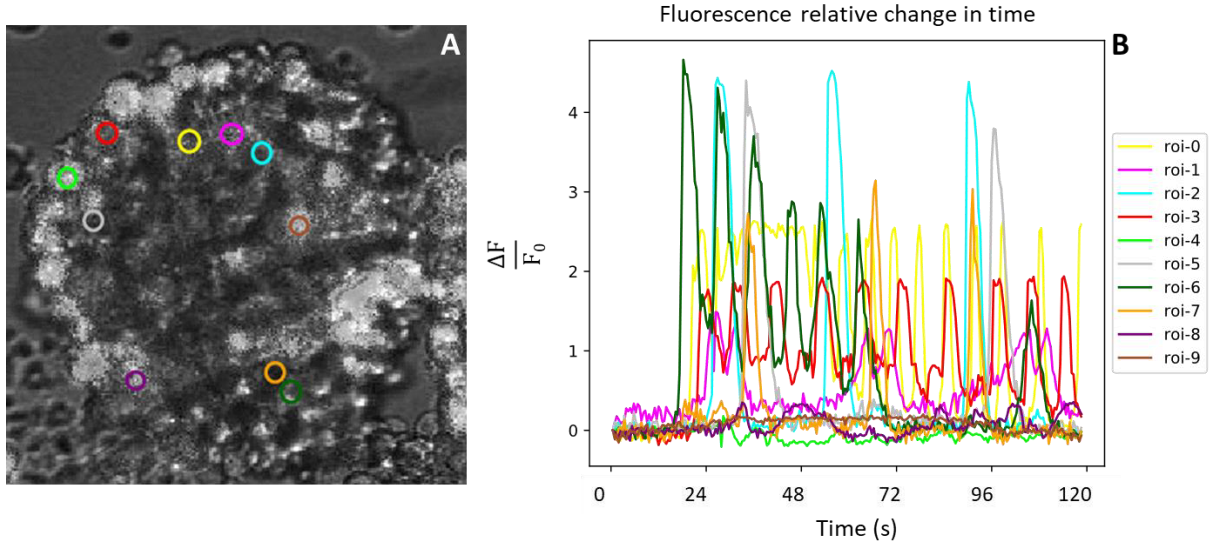 Fluorescence relative change in time
A
B
ΔF
F₀
4
3
2
1
0
0 24 48 72 96 120
Time (s)
roi-0
roi-1
roi-2
roi-3
roi-4
roi-5
roi-6
roi-7
roi-8
roi-9